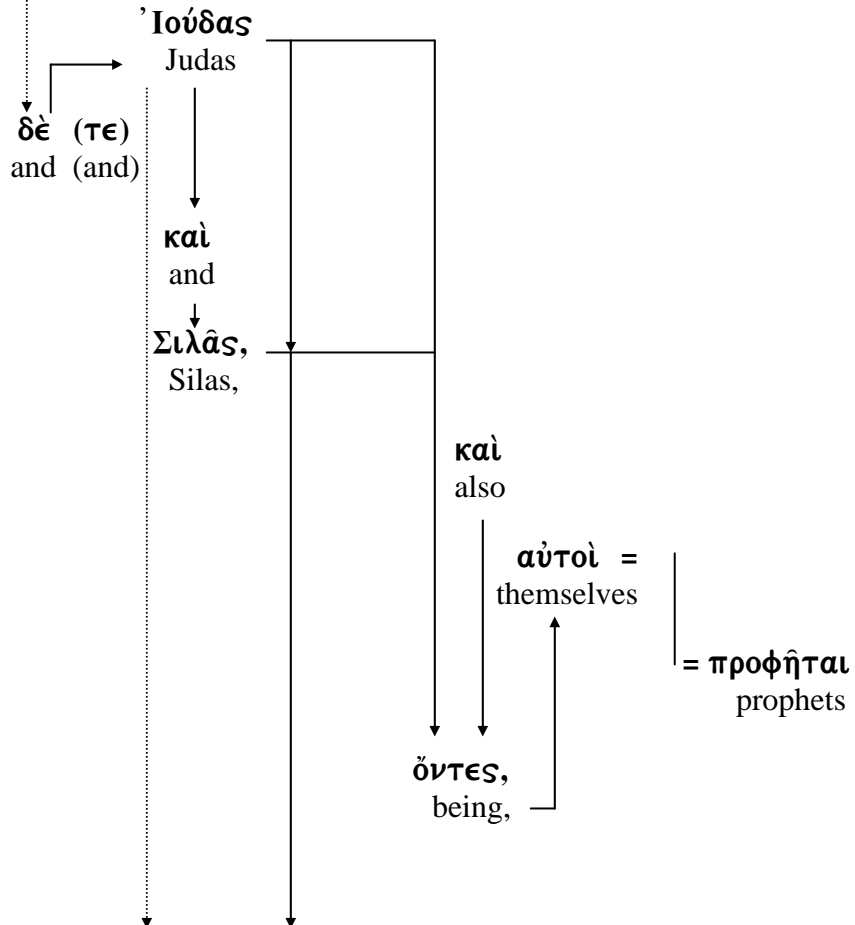 Ἰούδας
Judas
δὲ (τε)
and (and)
καὶ
and
Σιλᾶς,
Silas,
καὶ
also
αὐτοὶ =
themselves
= προφῆται
prophets
ὄντες,
being,